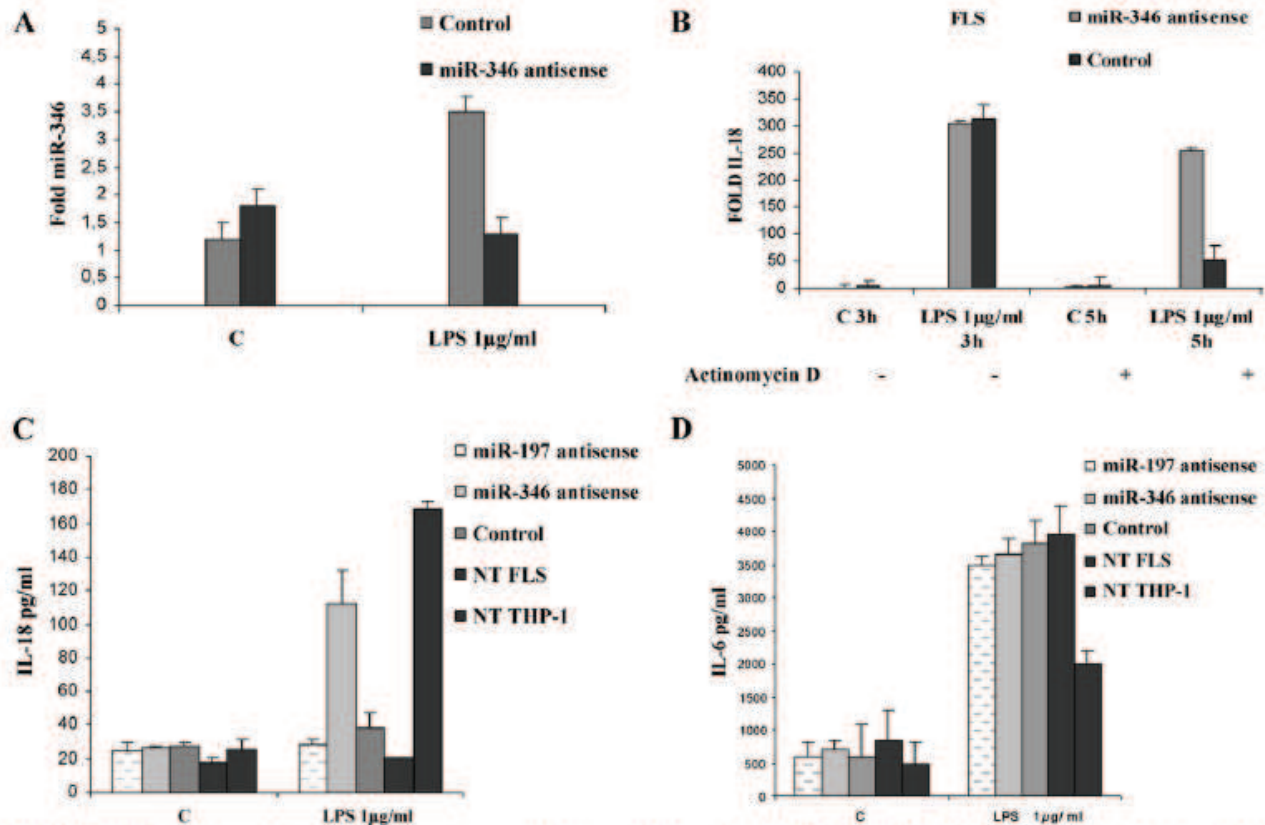 A
Control
miR-346 antisense
Fold miR-346
5
4,5
4
3,5
3
2,5
2
1,5
1
0,5
0
C
LPS 1µg/ml
B
FLS
miR-346 antisense
Control
FOLD IL-18
400
350
300
250
200
150
100
50
0
C 3h
LPS 1µg/ml
3h
C 5h
LPS 1µg/ml
5h
Actinomycin D - - + +
C
miR-197 antisense
miR-346 antisense
Control
NT FLS
NT THP-1
IL-18 pg/ml
200
180
160
140
120
100
80
60
40
20
0
C
LPS 1µg/ml
D
miR-197 antisense
miR-346 antisense
Control
NT FLS
NT THP-1
IL-6 pg/ml
5000
4500
4000
3500
3000
2500
2000
1500
1000
500
0
C
LPS 1µg/ml